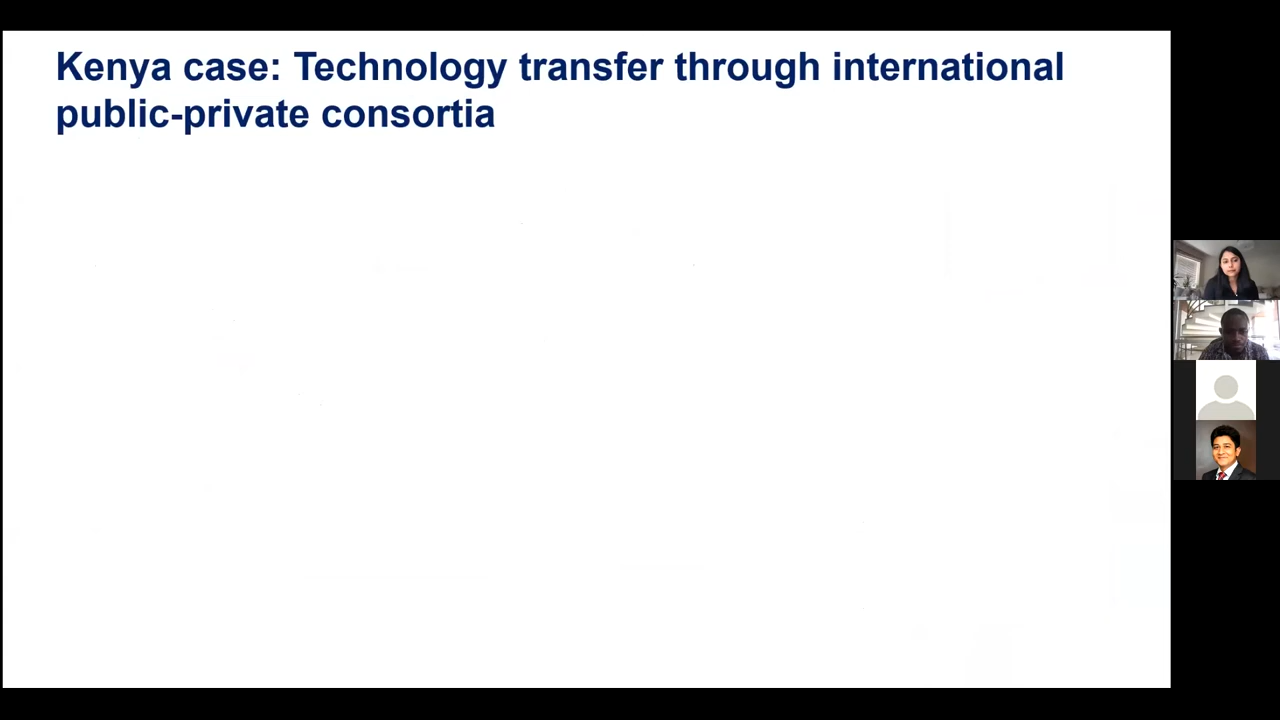 Kenya case: Technology transfer through international
public-private consortia